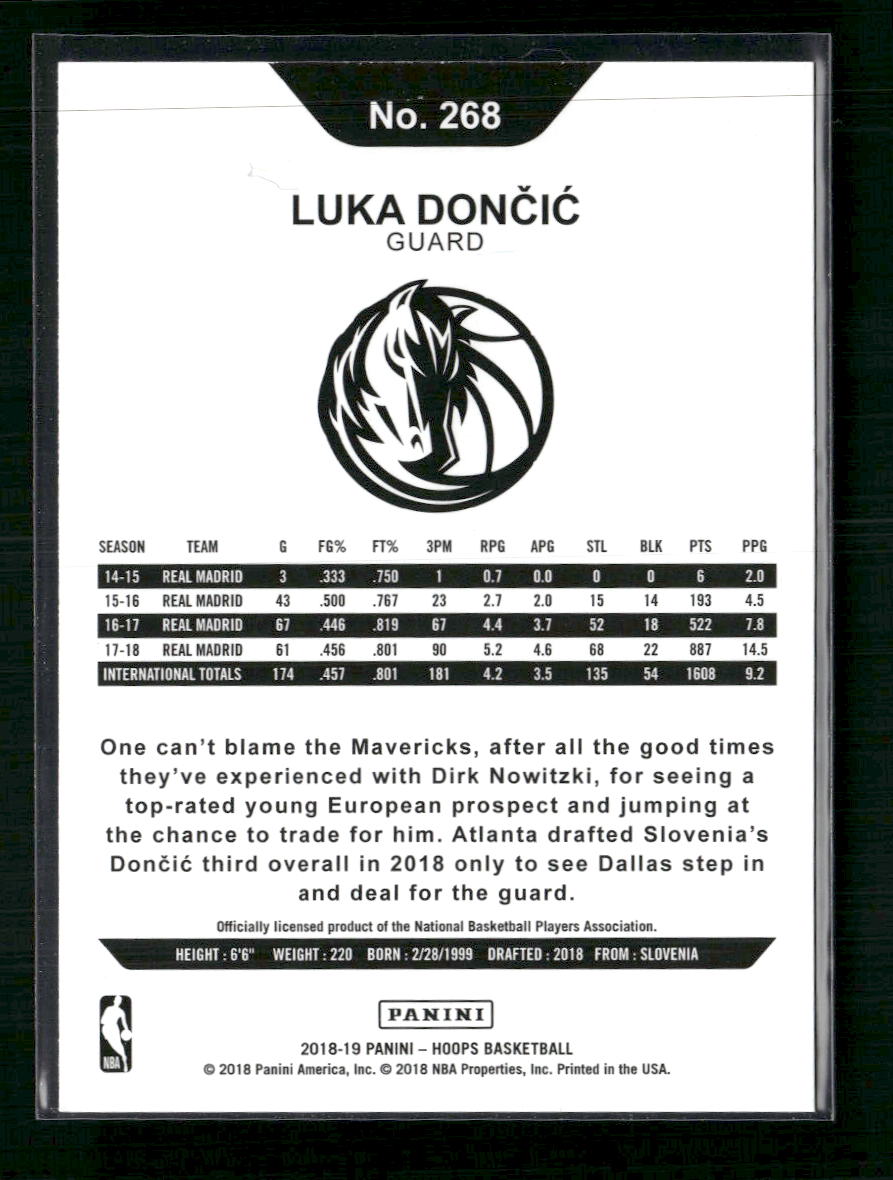 No. 268
LUKA DONČIĆ
GUARD
SEASON TEAM G FG% FT% 3PM RPG APG STL BLK PTS PPG
14-15 REAL MADRID 3 .333 .750 1 0.7 0.0 0 0 6 2.0
15-16 REAL MADRID 43 .500 .767 23 2.7 2.0 15 14 193 4.5
16-17 REAL MADRID 67 .446 .819 67 4.4 3.7 52 18 522 7.8
17-18 REAL MADRID 61 .456 .801 90 5.2 4.6 68 22 887 14.5
INTERNATIONAL TOTALS 174 .457 .801 181 4.2 3.5 135 54 1608 9.2
One can't blame the Mavericks, after all the good times
they've experienced with Dirk Nowitzki, for seeing a
top-rated young European prospect and jumping at
the chance to trade for him. Atlanta drafted Slovenia's
Dončić third overall in 2018 only to see Dallas step in
and deal for the guard.
Officially licensed product of the National Basketball Players Association.
HEIGHT : 6'6" WEIGHT : 220 BORN : 2/28/1999 DRAFTED : 2018 FROM : SLOVENIA
NBA
PANINI
2018-19 PANINI – HOOPS BASKETBALL
© 2018 Panini America, Inc. © 2018 NBA Properties, Inc. Printed in the USA.